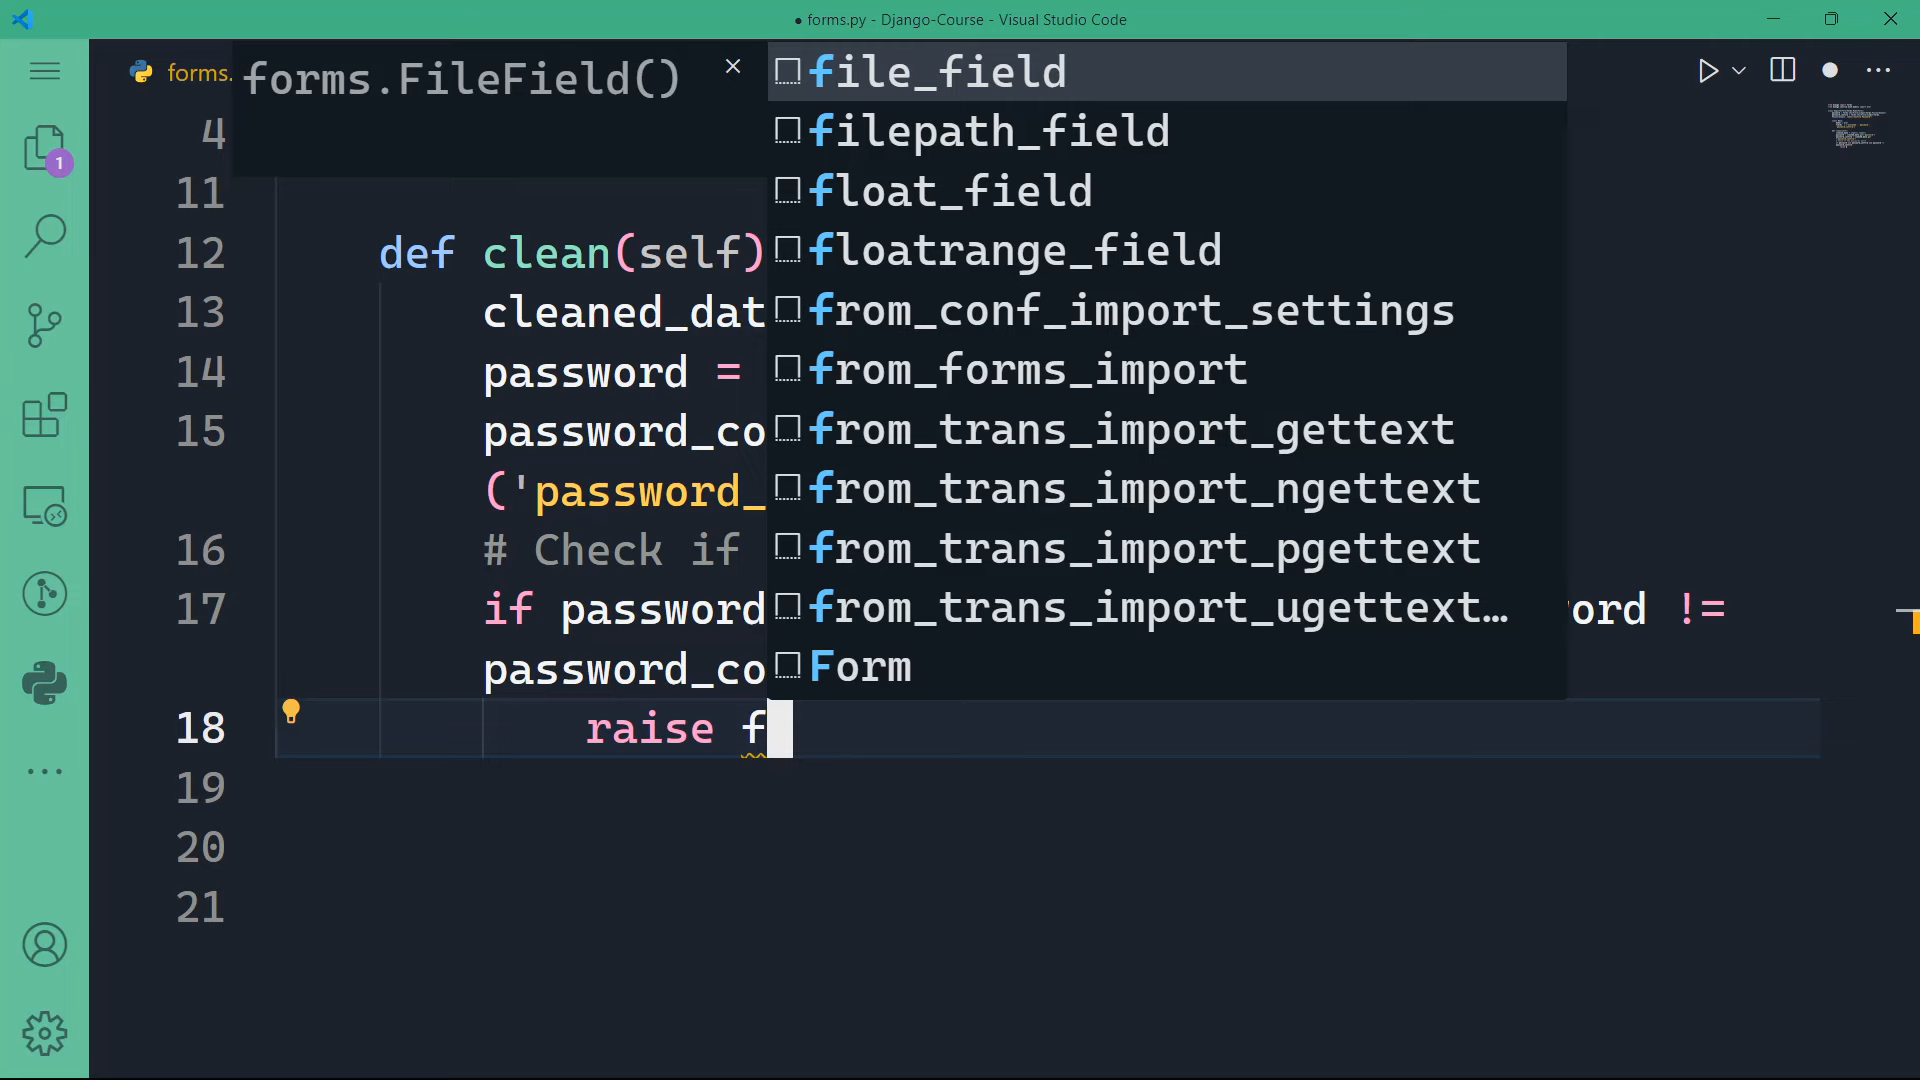 forms.py - Django-Course - Visual Studio Code
forms.
forms.FileField()
file_field
filepath_field
float_field
floatrange_field
from_conf_import_settings
from_forms_import
from_trans_import_gettext
from_trans_import_ngettext
from_trans_import_pgettext
from_trans_import_ugettext…
Form
1
4
11
12 def clean(self)
13 cleaned_dat
14 password =
15 password_co
('password_
16 # Check if
17 if password ord !=
password_co
18 raise f
19
20
21